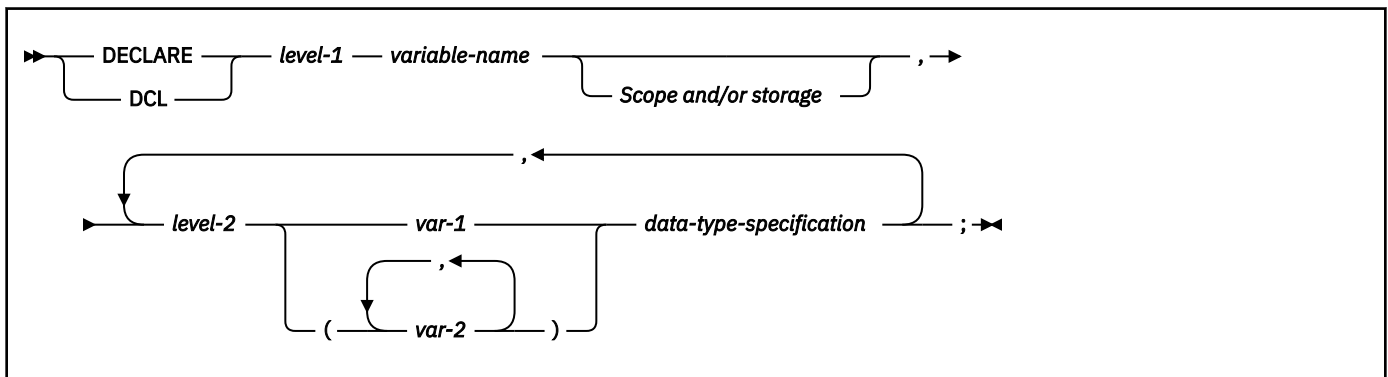 DECLARE level-1 variable-name ,
DCL Scope and/or storage
,
level-2 var-1 data-type-specification ;
,
( var-2 )